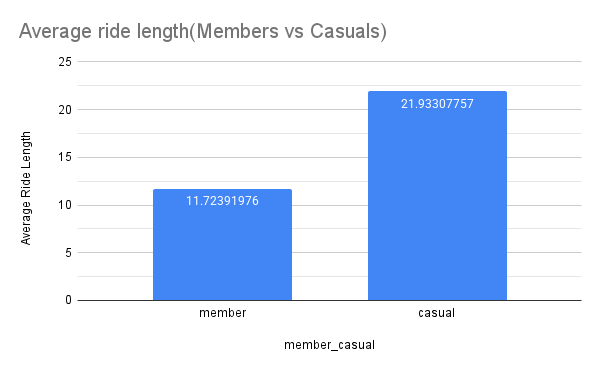 Average ride length(Members vs Casuals)
25
20
15
10
5
0
Average Ride Length
11.72391976
21.93307757
member
casual
member_casual